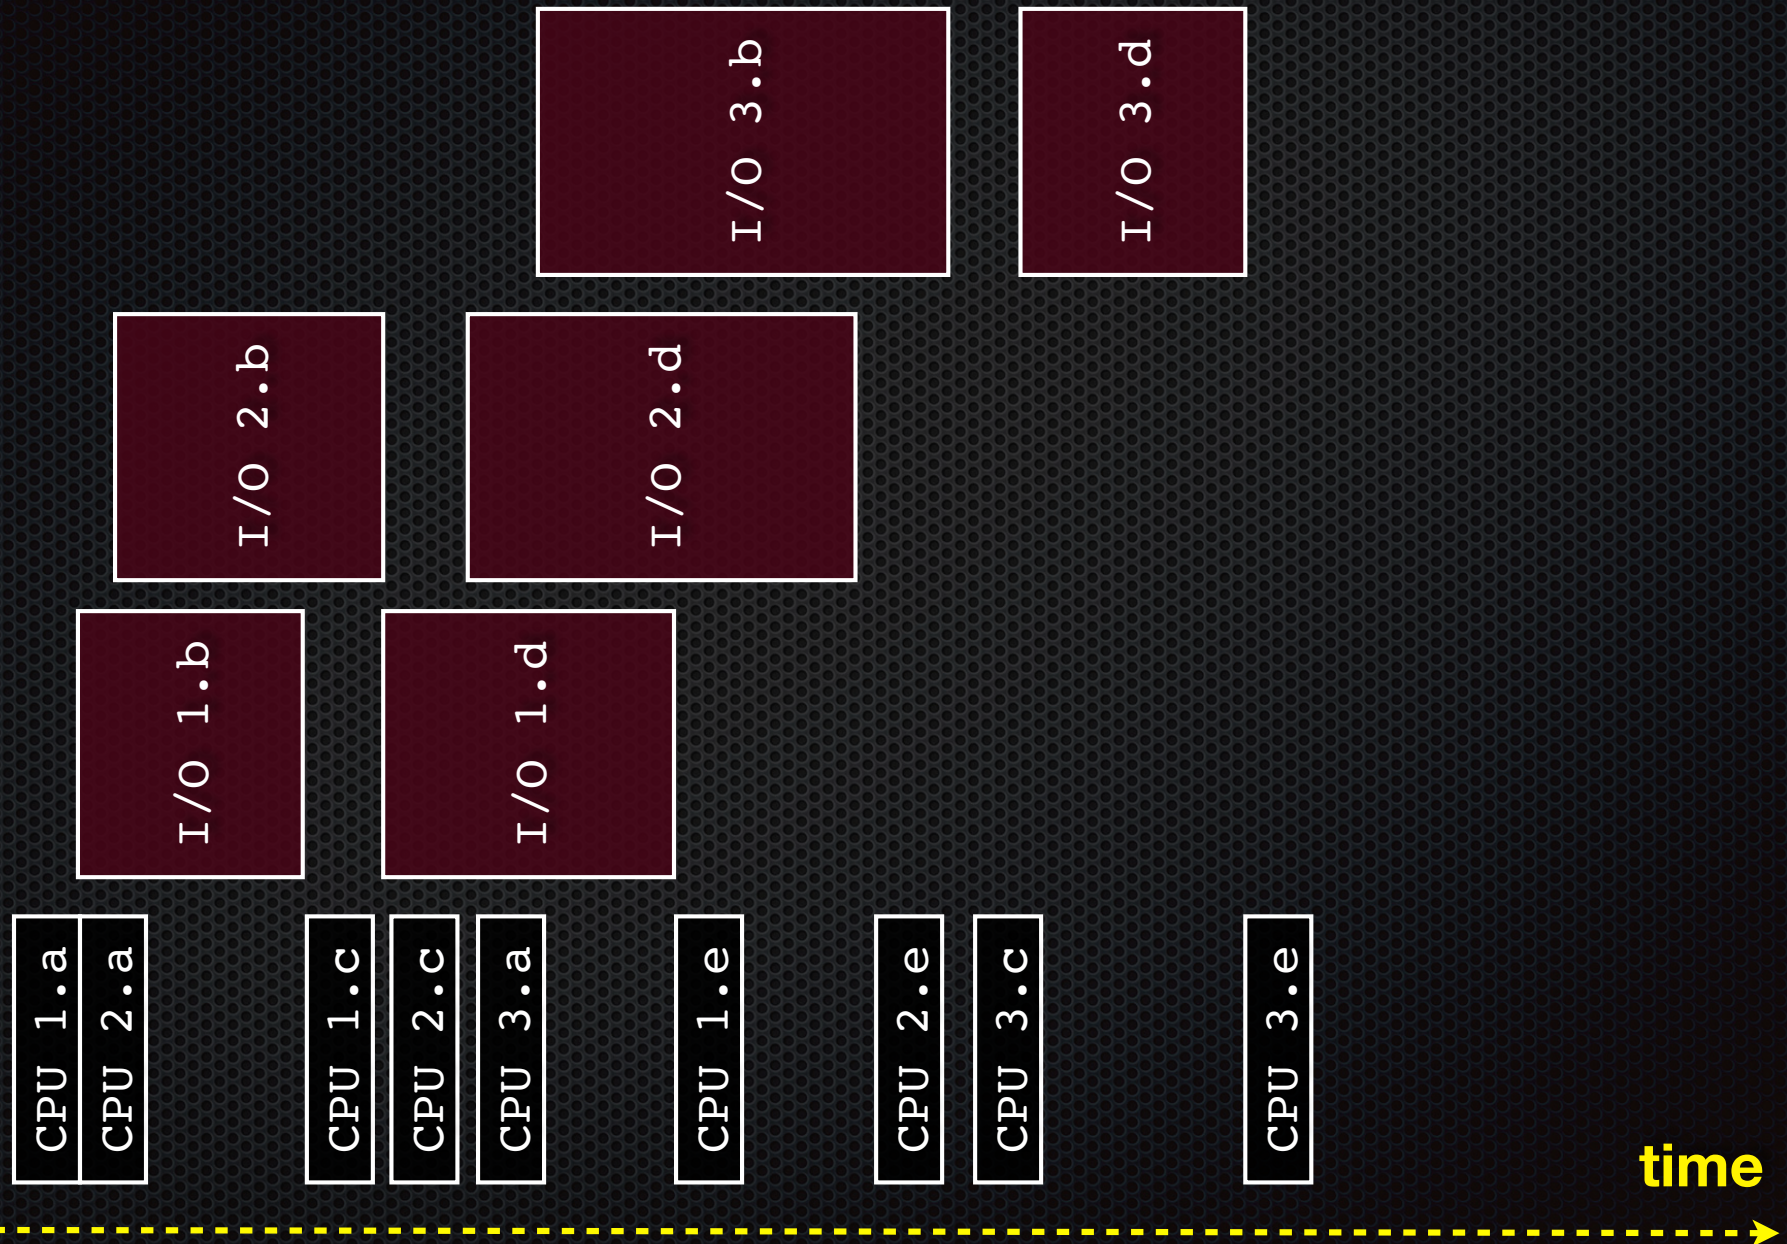 I/O 3.b
I/O 3.d
I/O 2.b
I/O 2.d
I/O 1.b
I/O 1.d
CPU 1.a
CPU 2.a
CPU 1.c
CPU 2.c
CPU 3.a
CPU 1.e
CPU 2.e
CPU 3.c
CPU 3.e
time